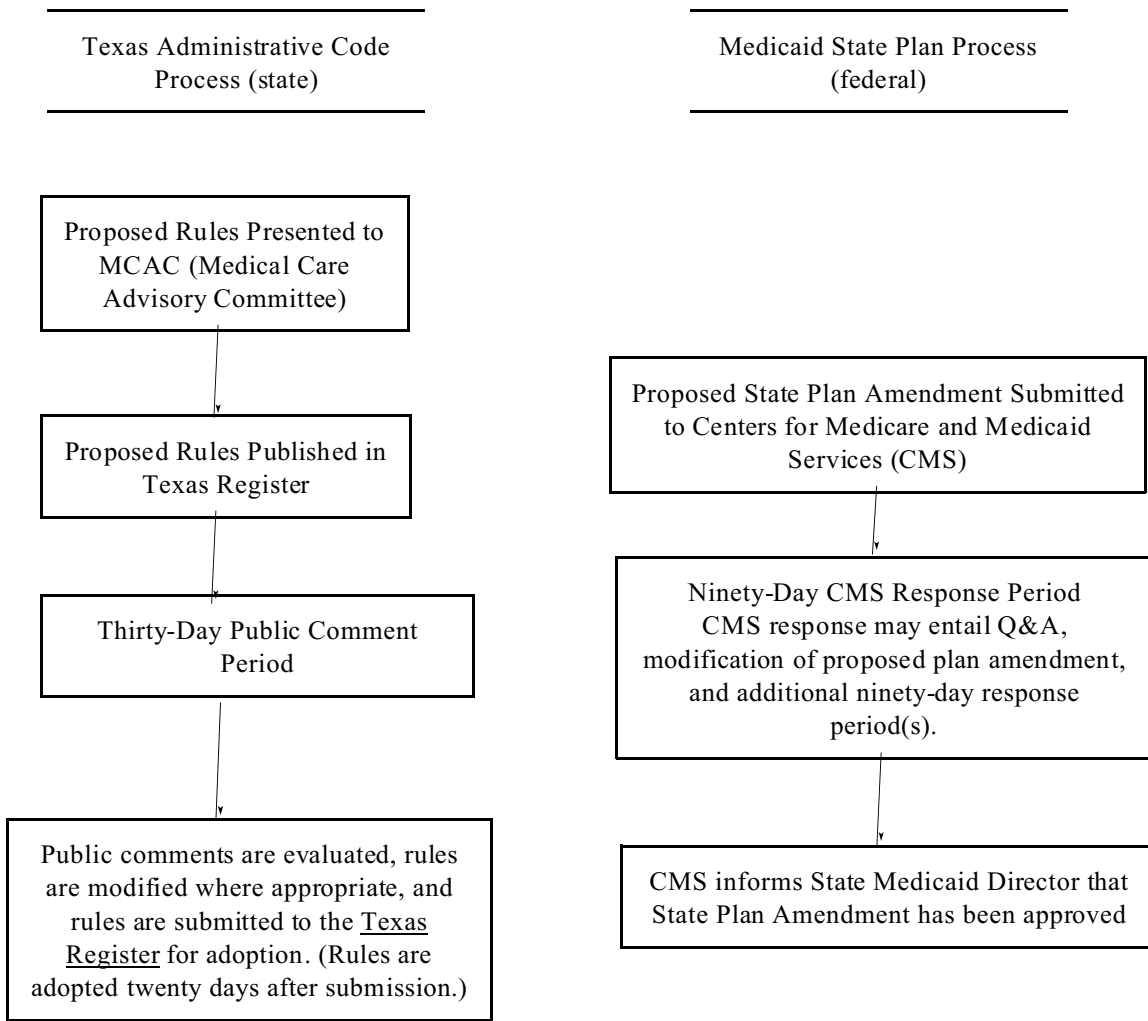 Texas Administrative Code
Process (state)
Medicaid State Plan Process
(federal)
Proposed Rules Presented to
MCAC (Medical Care
Advisory Committee)
Proposed Rules Published in
Texas Register
Thirty-Day Public Comment
Period
Public comments are evaluated, rules
are modified where appropriate, and
rules are submitted to the Texas
Register for adoption. (Rules are
adopted twenty days after submission.)
Proposed State Plan Amendment Submitted
to Centers for Medicare and Medicaid
Services (CMS)
Ninety-Day CMS Response Period
CMS response may entail Q&A,
modification of proposed plan amendment,
and additional ninety-day response
period(s).
CMS informs State Medicaid Director that
State Plan Amendment has been approved